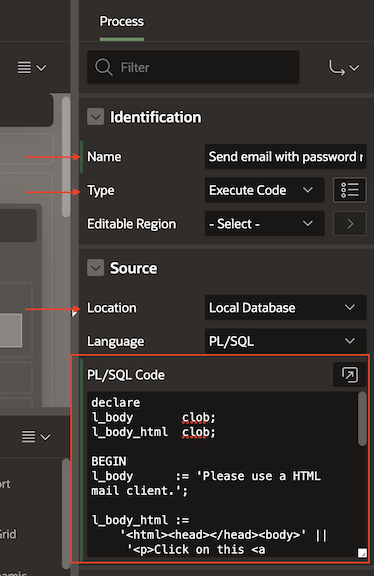 Process
Filter
Identification
Name Send email with password r
Type Execute Code
Editable Region - Select -
Source
Location Local Database
Language PL/SQL
PL/SQL Code
declare
l_body clob;
l_body_html clob;
BEGIN
l_body := 'Please use a HTML
mail client.';
l_body_html :=
'<html><head></head><body>' ||
'<p>Click on this <a
ort
Grid
namic